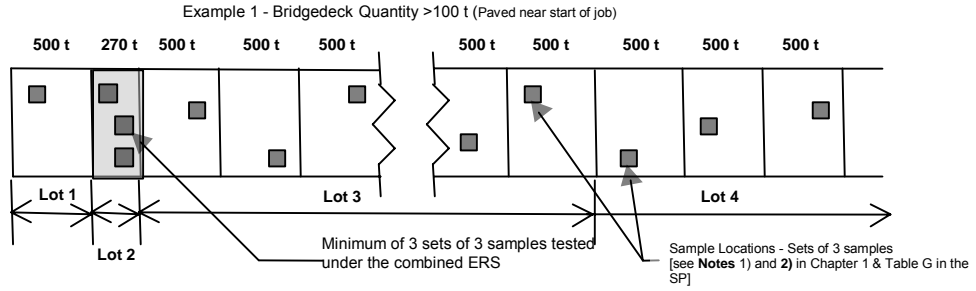 Example 1 - Bridgedeck Quantity >100 t (Paved near start of job)
500 t 270 t 500 t 500 t 500 t 500 t 500 t 500 t 500 t 500 t
Lot 1 Lot 3 Lot 4
Lot 2
Minimum of 3 sets of 3 samples tested
under the combined ERS
Sample Locations - Sets of 3 samples
[see Notes 1) and 2) in Chapter 1 & Table G in the
SP]